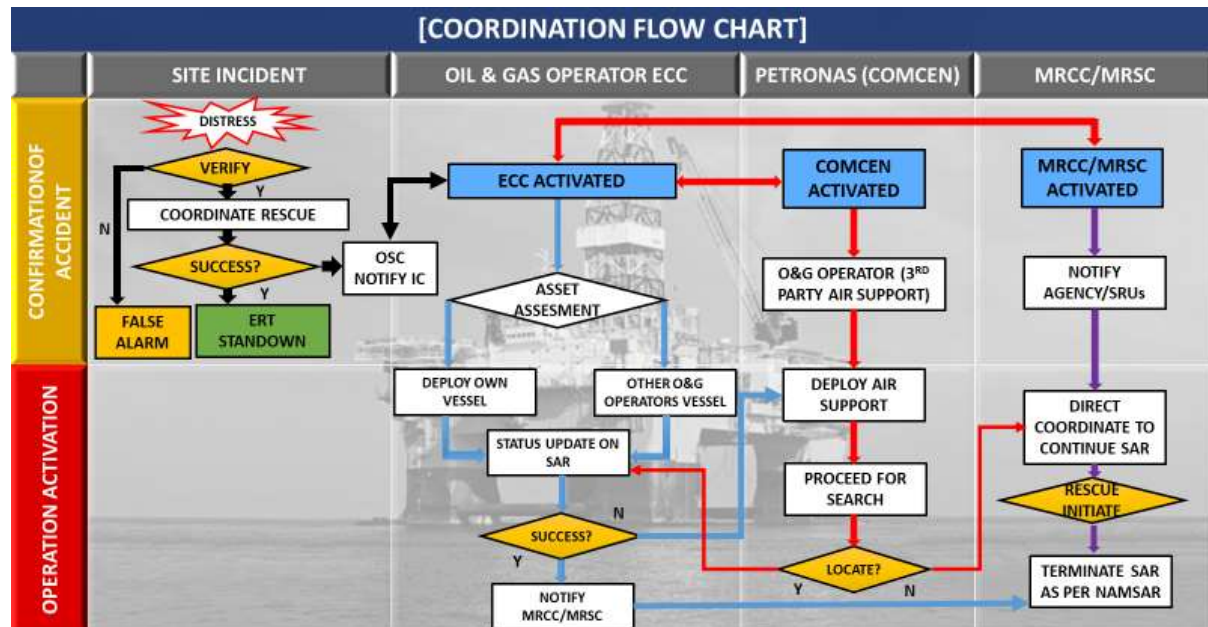 [COORDINATION FLOW CHART]
SITE INCIDENT
OIL & GAS OPERATOR ECC
PETRONAS (COMCEN)
MRCC/MRSC
CONFIRMATIONOF
ACCIDENT
DISTRESS
VERIFY
Y
N
COORDINATE RESCUE
SUCCESS?
Y
FALSE
ALARM
ERT
STANDOWN
OSC
NOTIFY IC
ECC ACTIVATED
ASSET
ASSESMENT
COMCEN
ACTIVATED
O&G OPERATOR (3RD
PARTY AIR SUPPORT)
MRCC/MRSC
ACTIVATED
NOTIFY
AGENCY/SRUs
OPERATION ACTIVATION
DEPLOY OWN
VESSEL
OTHER O&G
OPERATORS VESSEL
STATUS UPDATE ON
SAR
N
SUCCESS?
Y
NOTIFY
MRCC/MRSC
DEPLOY AIR
SUPPORT
PROCEED FOR
SEARCH
LOCATE?
Y
N
DIRECT
COORDINATE TO
CONTINUE SAR
RESCUE
INITIATE
TERMINATE SAR
AS PER NAMSAR